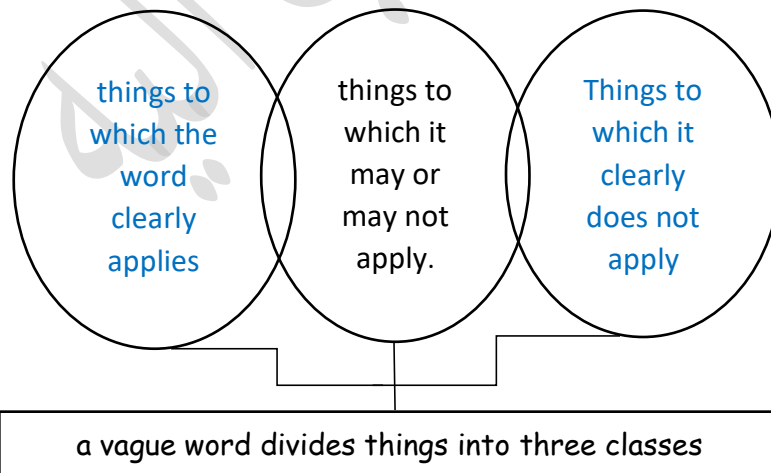 things to
which the
word
clearly
applies
things to
which it
may or
may not
apply.
Things to
which it
clearly
does not
apply
a vague word divides things into three classes